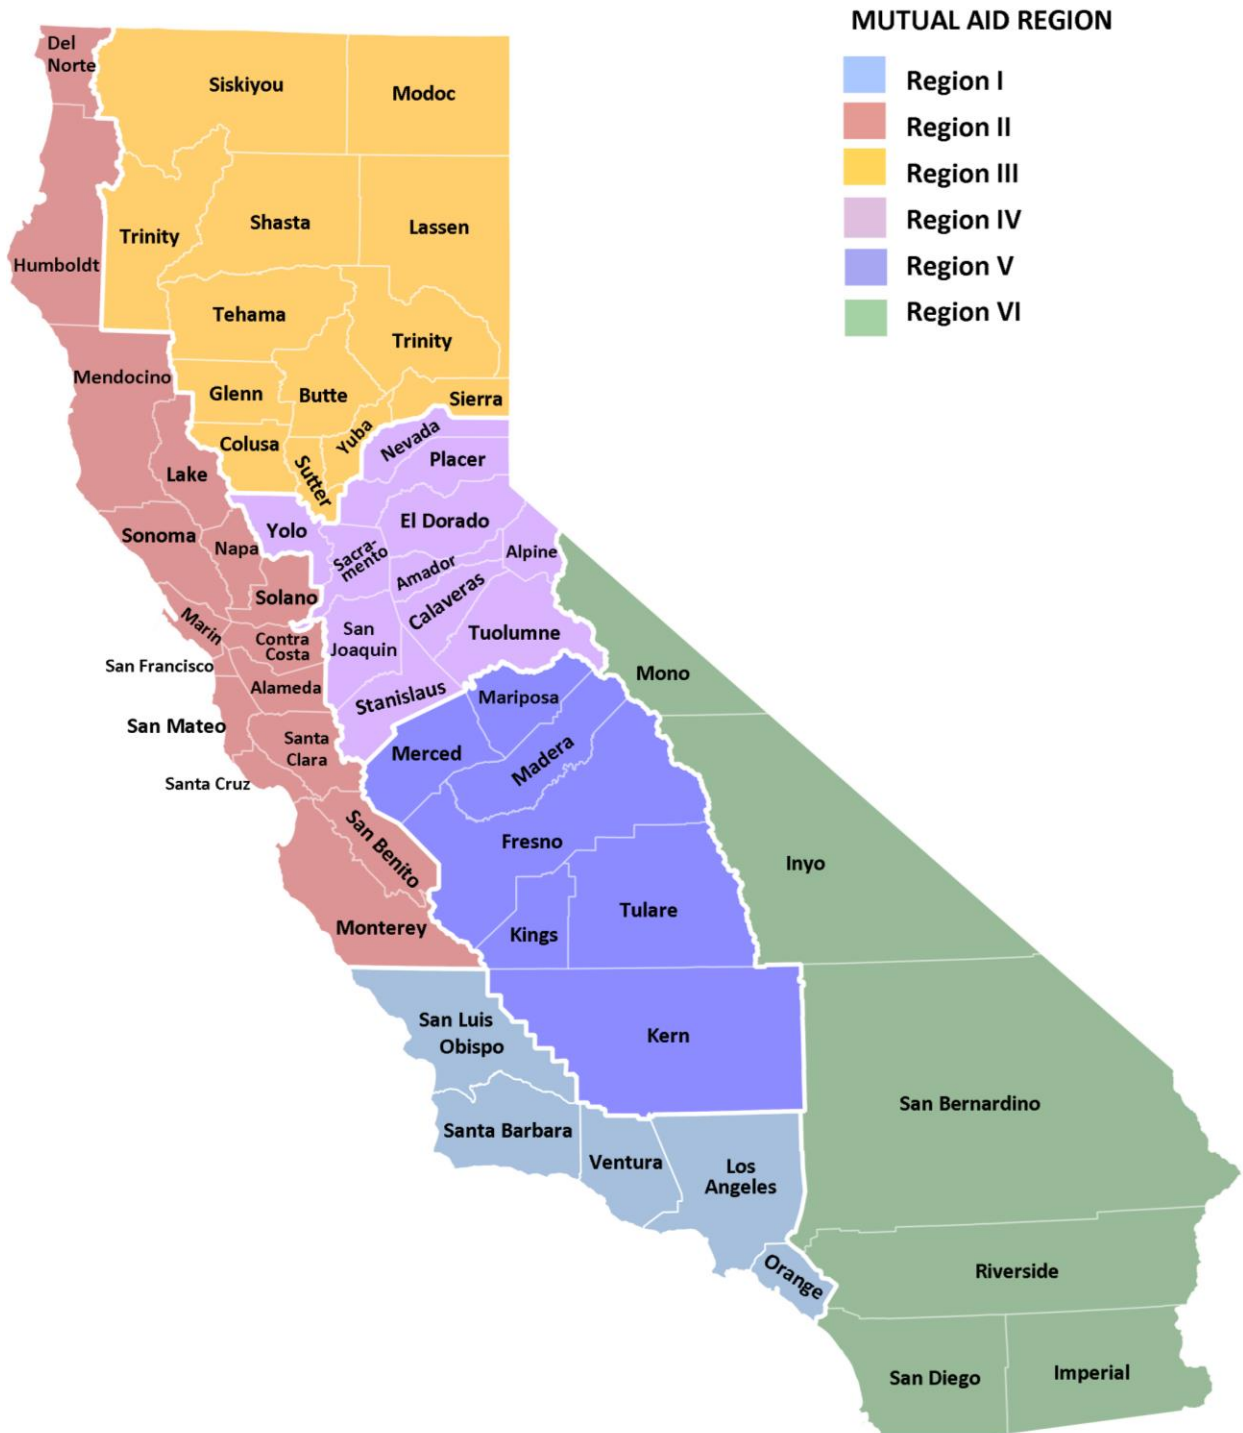 MUTUAL AID REGION
Region I
Region II
Region III
Region IV
Region V
Region VI
Del
Norte
Siskiyou
Modoc
Trinity
Shasta
Lassen
Humboldt
Tehama
Trinity
Mendocino
Glenn
Butte
Sierra
Colusa
Sutter
Yuba
Nevada
Placer
Lake
Sonoma
Napa
Yolo
Sacra-
mento
El Dorado
Alpine
Amador
Calaveras
Solano
Marin
Contra
Costa
San
Joaquin
Tuolumne
San Francisco
Alameda
Stanislaus
Mariposa
Mono
San Mateo
Santa
Clara
Merced
Madera
Santa Cruz
San Benito
Fresno
Inyo
Monterey
Kings
Tulare
San Luis
Obispo
Kern
San Bernardino
Santa Barbara
Ventura
Los
Angeles
Orange
Riverside
San Diego
Imperial